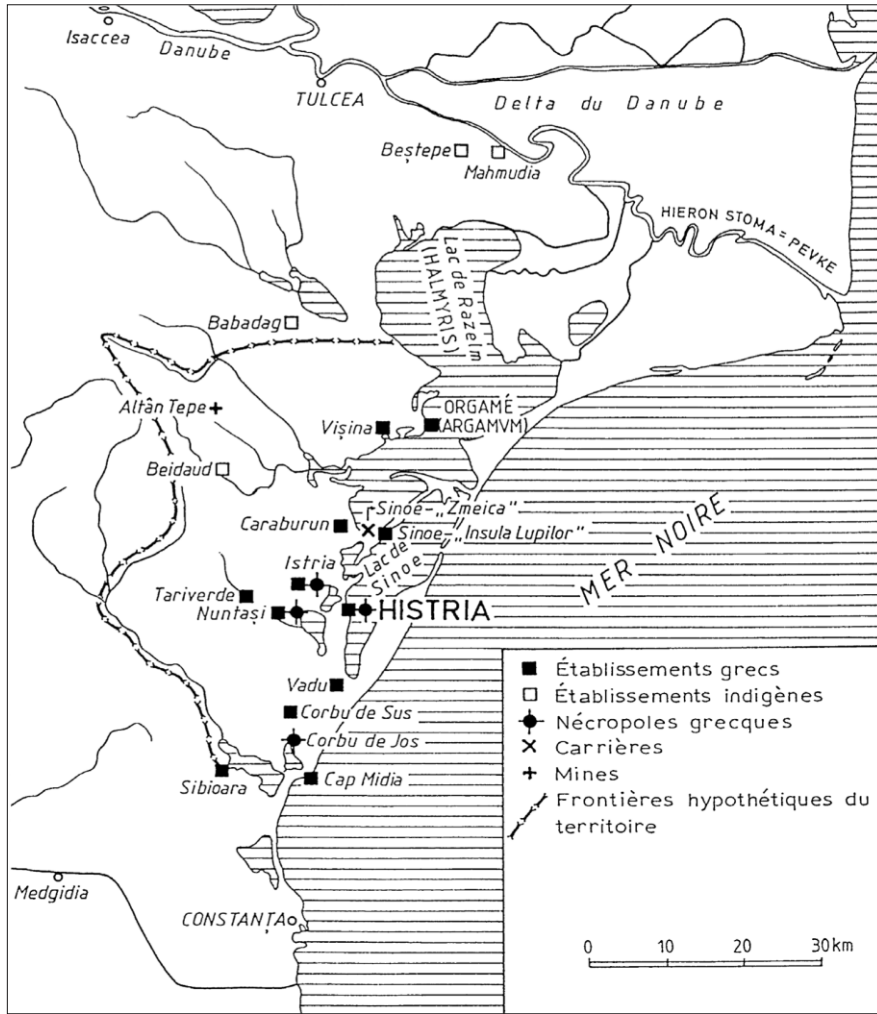 Isaccea
Danube
TULCEA
Delta du Danube
Beștepe
Mahmudia
HIERON STOMA = PEVKE
Lac de Razelm
(HALMYRIS)
Babadag
Altân Tepe
ORGAMÉ
(ARGAMVM)
Vișina
Beidaud
Sinoe-„Zmeica"
Caraburun
Sinoe-„Insula Lupilor"
Lac de
Sinoe
MER NOIRE
Istria
Tariverde
Nuntași
HISTRIA
Vadu
Corbu de Sus
Corbu de Jos
Sibioara
Cap Midia
Medgidia
CONSTANȚA
Établissements grecs
Établissements indigènes
Nécropoles grecques
Carrières
Mines
Frontières hypothétiques du
territoire
0 10 20 30 km